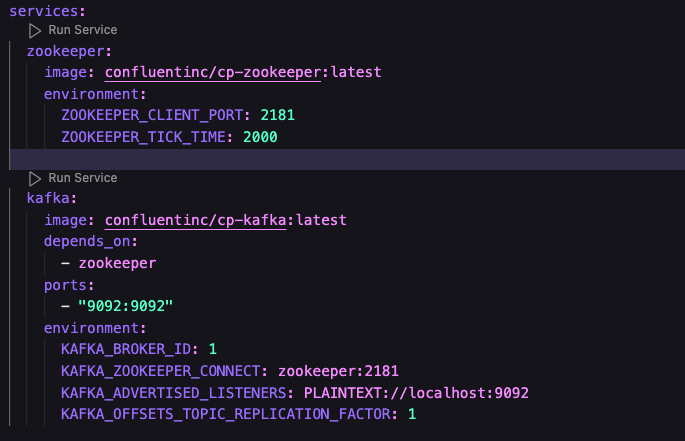 services:
Run Service
zookeeper:
image: confluentinc/cp-zookeeper:latest
environment:
ZOOKEEPER_CLIENT_PORT: 2181
ZOOKEEPER_TICK_TIME: 2000
Run Service
kafka:
image: confluentinc/cp-kafka:latest
depends_on:
- zookeeper
ports:
- "9092:9092"
environment:
KAFKA_BROKER_ID: 1
KAFKA_ZOOKEEPER_CONNECT: zookeeper:2181
KAFKA_ADVERTISED_LISTENERS: PLAINTEXT://localhost:9092
KAFKA_OFFSETS_TOPIC_REPLICATION_FACTOR: 1